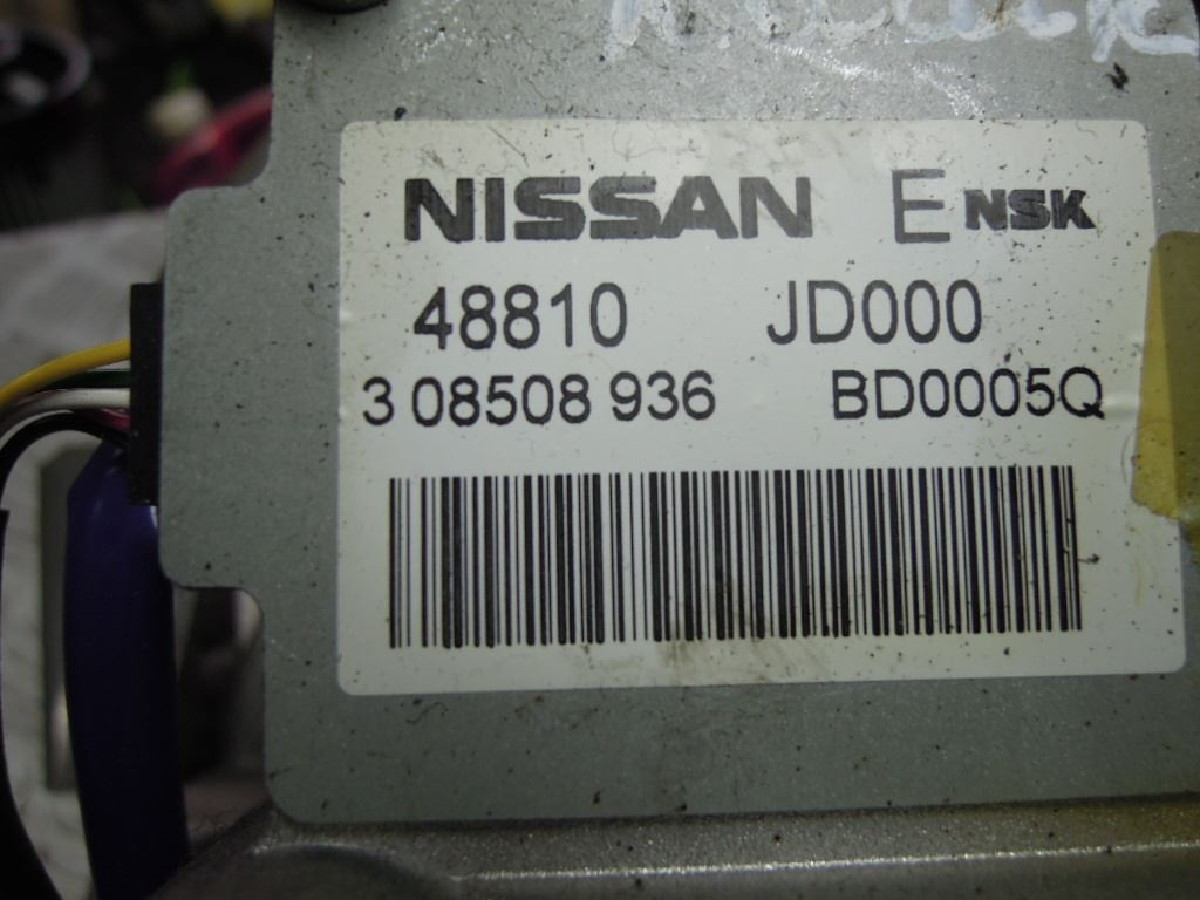 NISSAN E NSK
48810 JD000
3 08508 936 BD0005Q